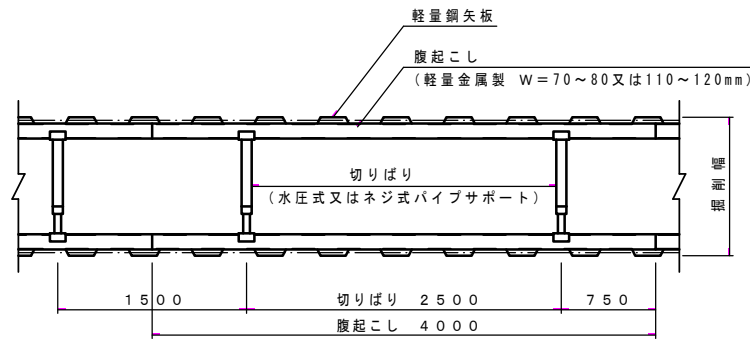 軽量鋼矢板
腹起こし
(軽量金属製 W=70~80又は110~120mm)
切りばり
(水圧式又はネジ式パイプサポート)
掘削幅
1500
切りばり 2500
750
腹起こし 4000